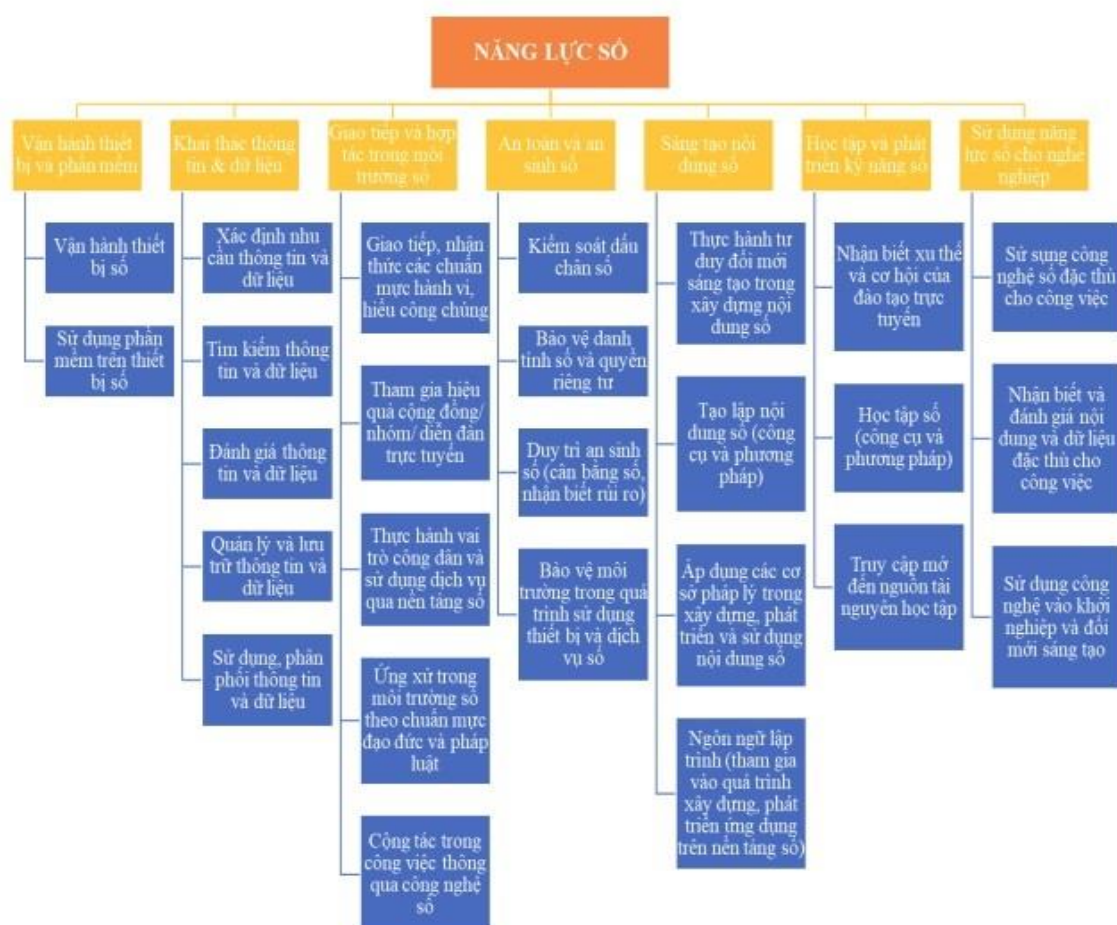 NĂNG LỰC SỐ
Vận hành thiết
bị và phần mềm
Vận hành thiết
bị số
Sử dụng phần
mềm trên thiết
bị số
Khai thác thông
tin & dữ liệu
Xác định nhu
cầu thông tin và
dữ liệu
Tìm kiếm thông
tin và dữ liệu
Đánh giá thông
tin và dữ liệu
Quản lý và lưu
trữ thông tin và
dữ liệu
Sử dụng, phân
phối thông tin
và dữ liệu
Giao tiếp và hợp
tác trong môi
trường số
Giao tiếp, nhận
thức các chuẩn
mực hành vi,
hiểu công chúng
Tham gia hiệu
quả cộng đồng/
nhóm/ diễn đàn
trực tuyến
Thực hành vai
trò công dân và
sử dụng dịch vụ
qua nền tảng số
Ứng xử trong
môi trường số
theo chuẩn mực
đạo đức và pháp
luật
Cộng tác trong
công việc thông
qua công nghệ
số
An toàn và an
sinh số
Kiểm soát dấu
chân số
Bảo vệ danh
tính số và quyền
riêng tư
Duy trì an sinh
số (cân bằng số,
nhận biết rủi ro)
Bảo vệ môi
trường trong quá
trình sử dụng
thiết bị và dịch
vụ số
Sáng tạo nội
dung số
Thực hành tư
duy đổi mới
sáng tạo trong
xây dựng nội
dung số
Tạo lập nội
dung số (công
cụ và phương
pháp)
Áp dụng các cơ
sở pháp lý trong
xây dựng, phát
triển và sử dụng
nội dung số
Ngôn ngữ lập
trình (tham gia
vào quá trình
xây dựng, phát
triển ứng dụng
trên nền tảng số)
Học tập và phát
triển kỹ năng số
Nhận biết xu thế
và cơ hội của
đào tạo trực
tuyến
Học tập số
(công cụ và
phương pháp)
Truy cập mở
đến nguồn tài
nguyên học tập
Sử dụng năng
lực số cho nghề
nghiệp
Sử sụng công
nghệ số đặc thù
cho công việc
Nhận biết và
đánh giá nội
dung và dữ liệu
đặc thù cho
công việc
Sử dụng công
nghệ vào khởi
nghiệp và đổi
mới sáng tạo